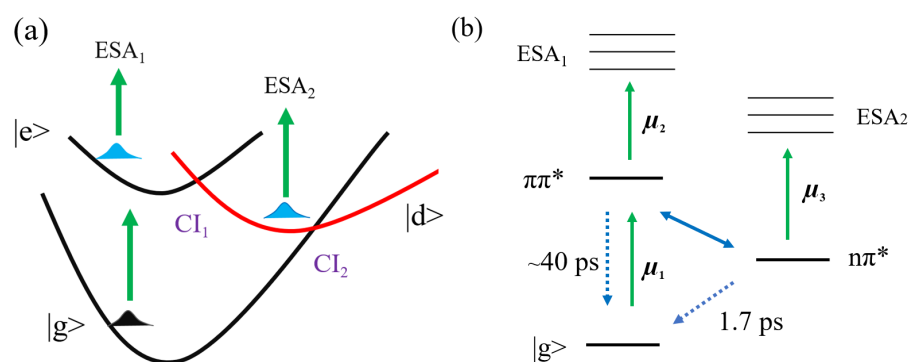 (a)
ESA1
ESA2
|e>
CI1
|d>
CI2
|g>
(b)
ESA1
ESA2
μ2
ππ*
μ3
~40 ps
μ1
nπ*
1.7 ps
|g>